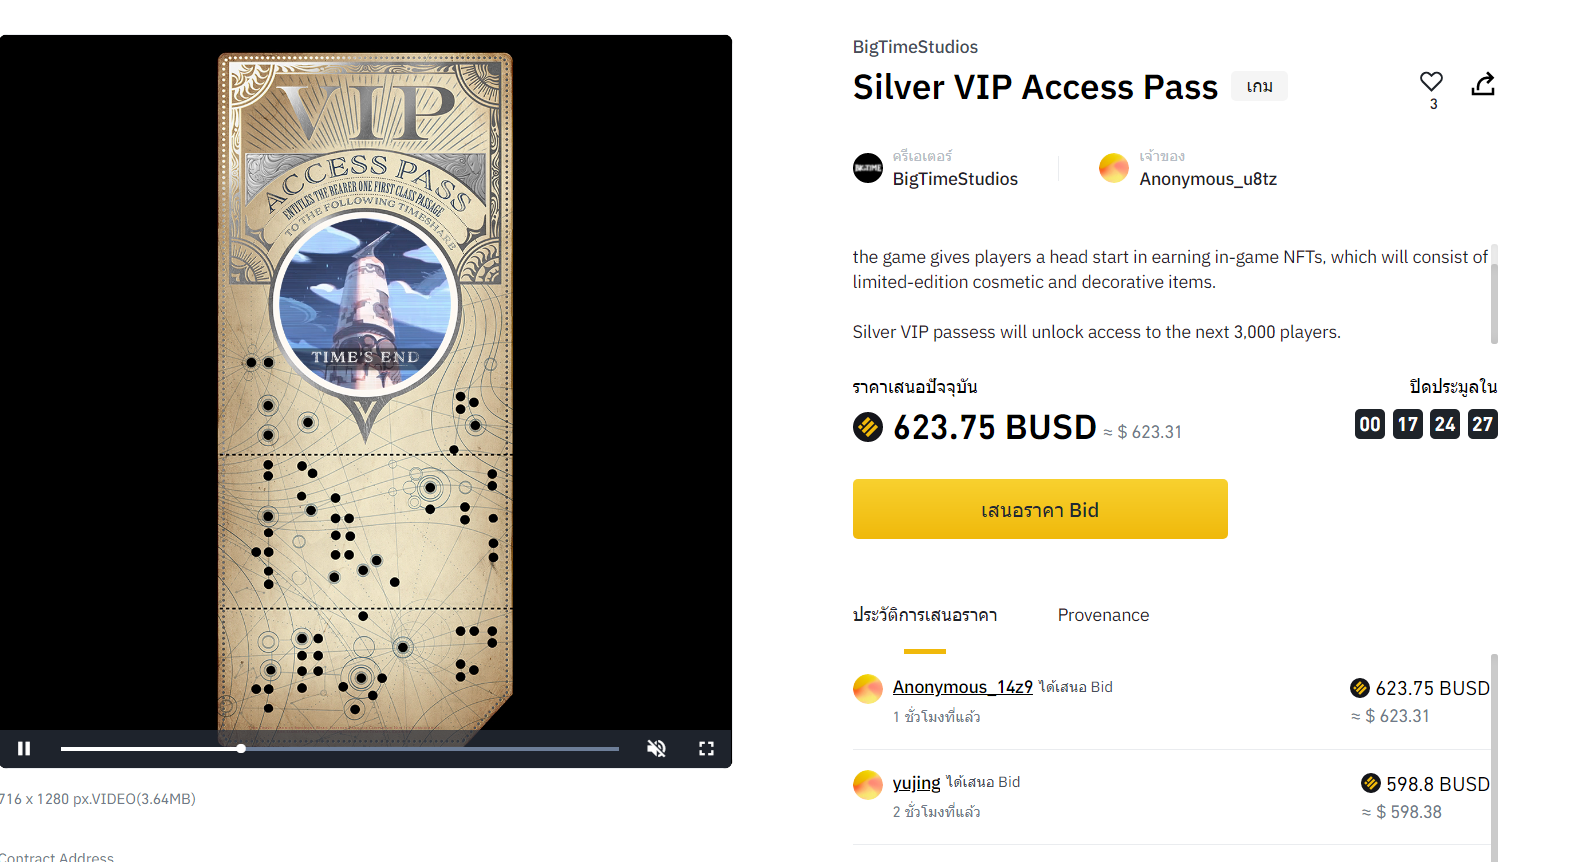 VIP
ACCESS PASS
ENTITLES THE BEARER ONE FIRST CLASS PASSAGE
TO THE FOLLOWING TIMESHARE
TIME'S END
716 x 1280 px.VIDEO(3.64MB)
Contract Address
BigTimeStudios
Silver VIP Access Pass
เกม
3
ครีเอเตอร์
BIGTIME
BigTimeStudios
เจ้าของ
Anonymous_u8tz
the game gives players a head start in earning in-game NFTs, which will consist of
limited-edition cosmetic and decorative items.
Silver VIP passess will unlock access to the next 3,000 players.
ราคาเสนอปัจจุบัน
ปิดประมูลใน
623.75 BUSD ≈ $ 623.31
00 17 24 27
เสนอราคา Bid
ประวัติการเสนอราคา
Provenance
Anonymous_14z9 ได้เสนอ Bid
623.75 BUSD
1 ชั่วโมงที่แล้ว
≈ $ 623.31
yujing ได้เสนอ Bid
598.8 BUSD
2 ชั่วโมงที่แล้ว
≈ $ 598.38